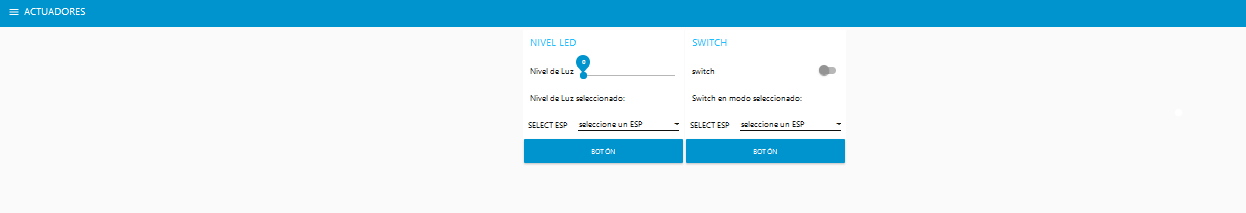 ACTUADORES
NIVEL LED
Nivel de Luz 0
Nivel de Luz seleccionado:
SELECT ESP seleccione un ESP
BOTÓN
SWITCH
switch
Switch en modo seleccionado:
SELECT ESP seleccione un ESP
BOTÓN